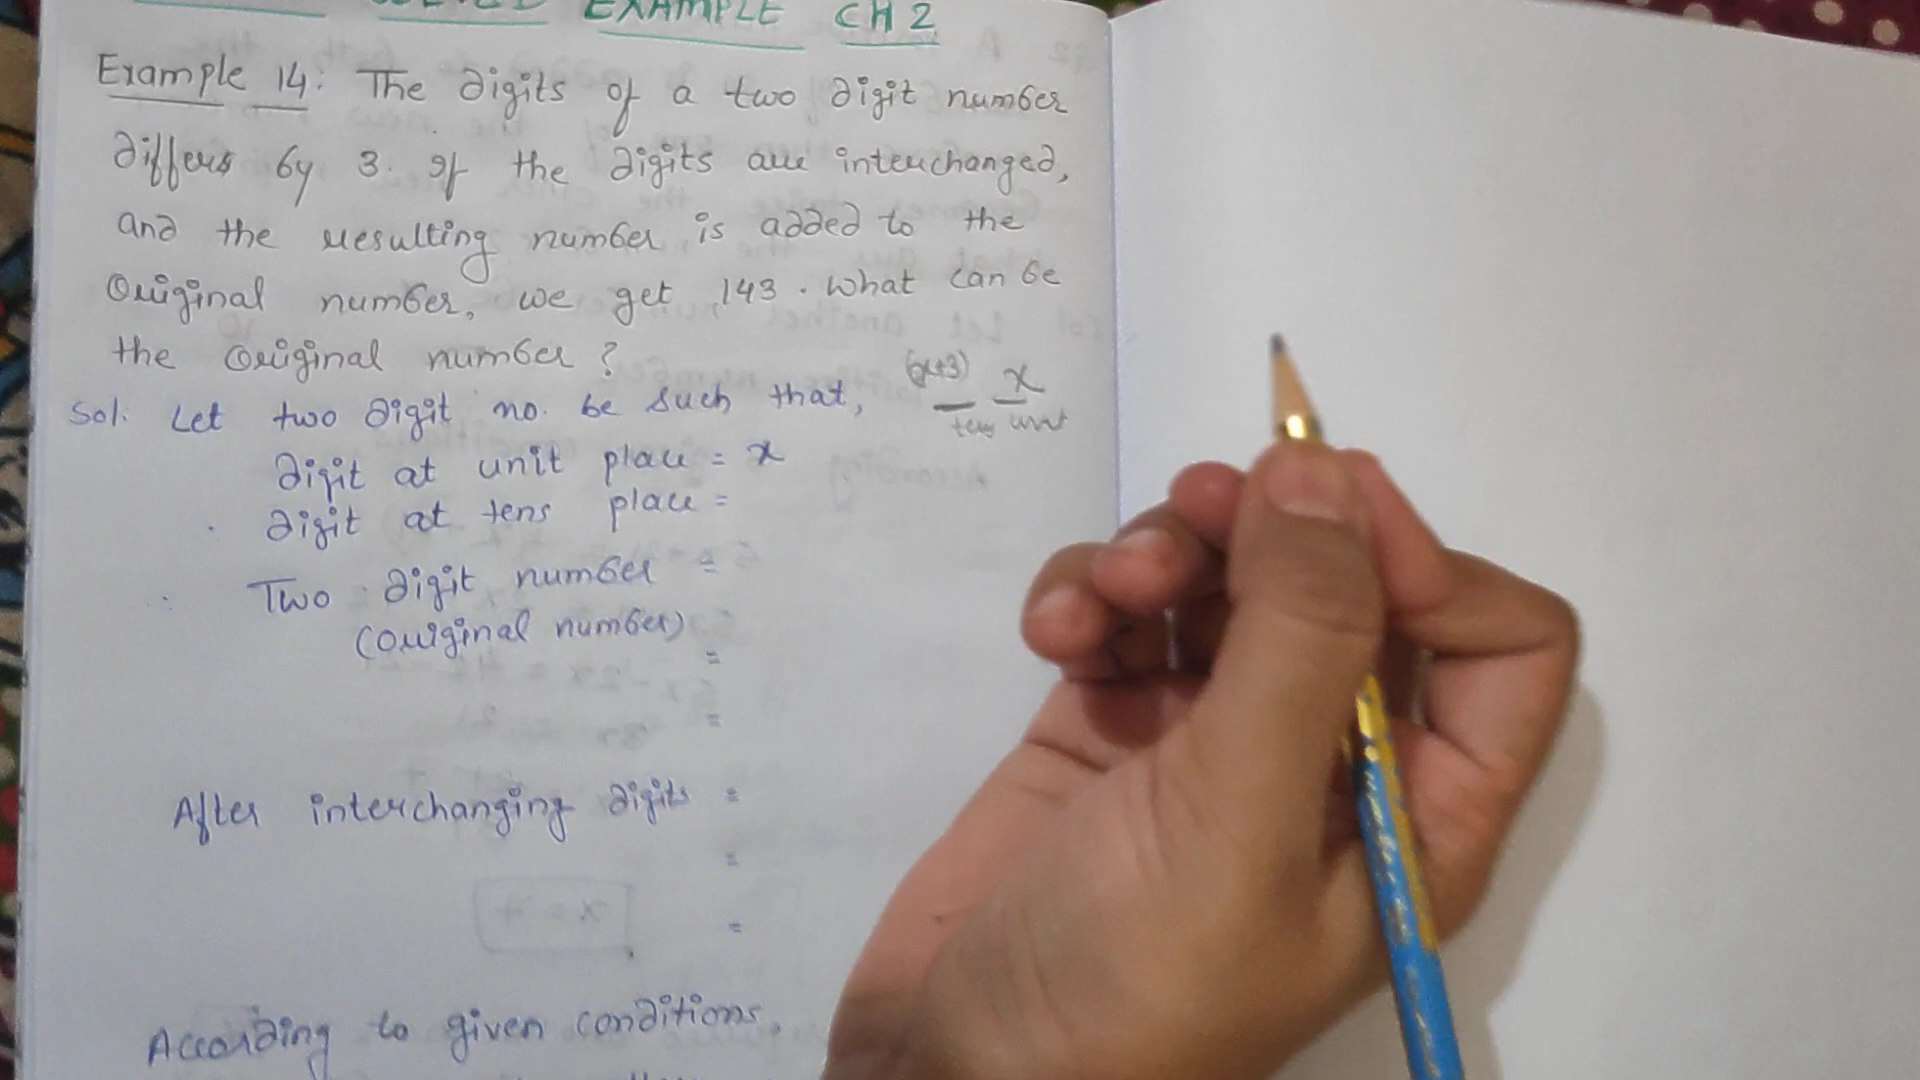 EXAMPLE CH 2
Example 14: The digits of a two digit number
differs by 3. If the digits are interchanged,
and the resulting number is added to the
Original number, we get 143. What can be
the Original number?
Sol: Let two digit no. be such that, (x+3) x
tens unit
digit at unit place = x
digit at tens place =
Two digit number =
(original number)
=
=
After interchanging digits =
=
=
According to given conditions,